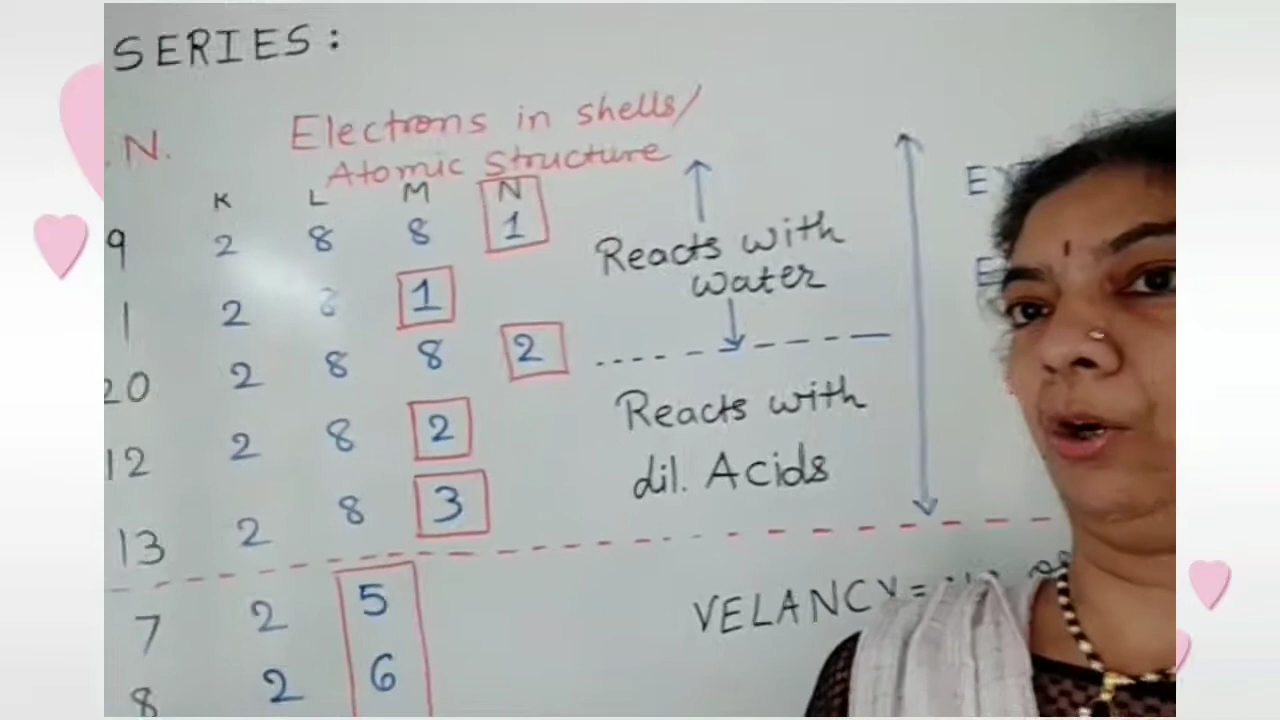 SERIES:
.N. Electrons in shells/
Atomic Structure
K L M N
9 2 8 8 1
1 2 8 1
20 2 8 8 2
12 2 8 2
13 2 8 3
7 2 5
8 2 6
Reacts with
water
Reacts with
dil. Acids
VELANCY=